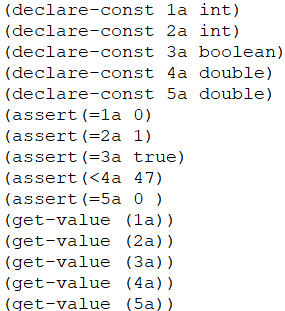 (declare-const 1a int)
(declare-const 2a int)
(declare-const 3a boolean)
(declare-const 4a double)
(declare-const 5a double)
(assert(=1a 0)
(assert(=2a 1)
(assert(=3a true)
(assert(<4a 47)
(assert(=5a 0 )
(get-value (1a))
(get-value (2a))
(get-value (3a))
(get-value (4a))
(get-value (5a))